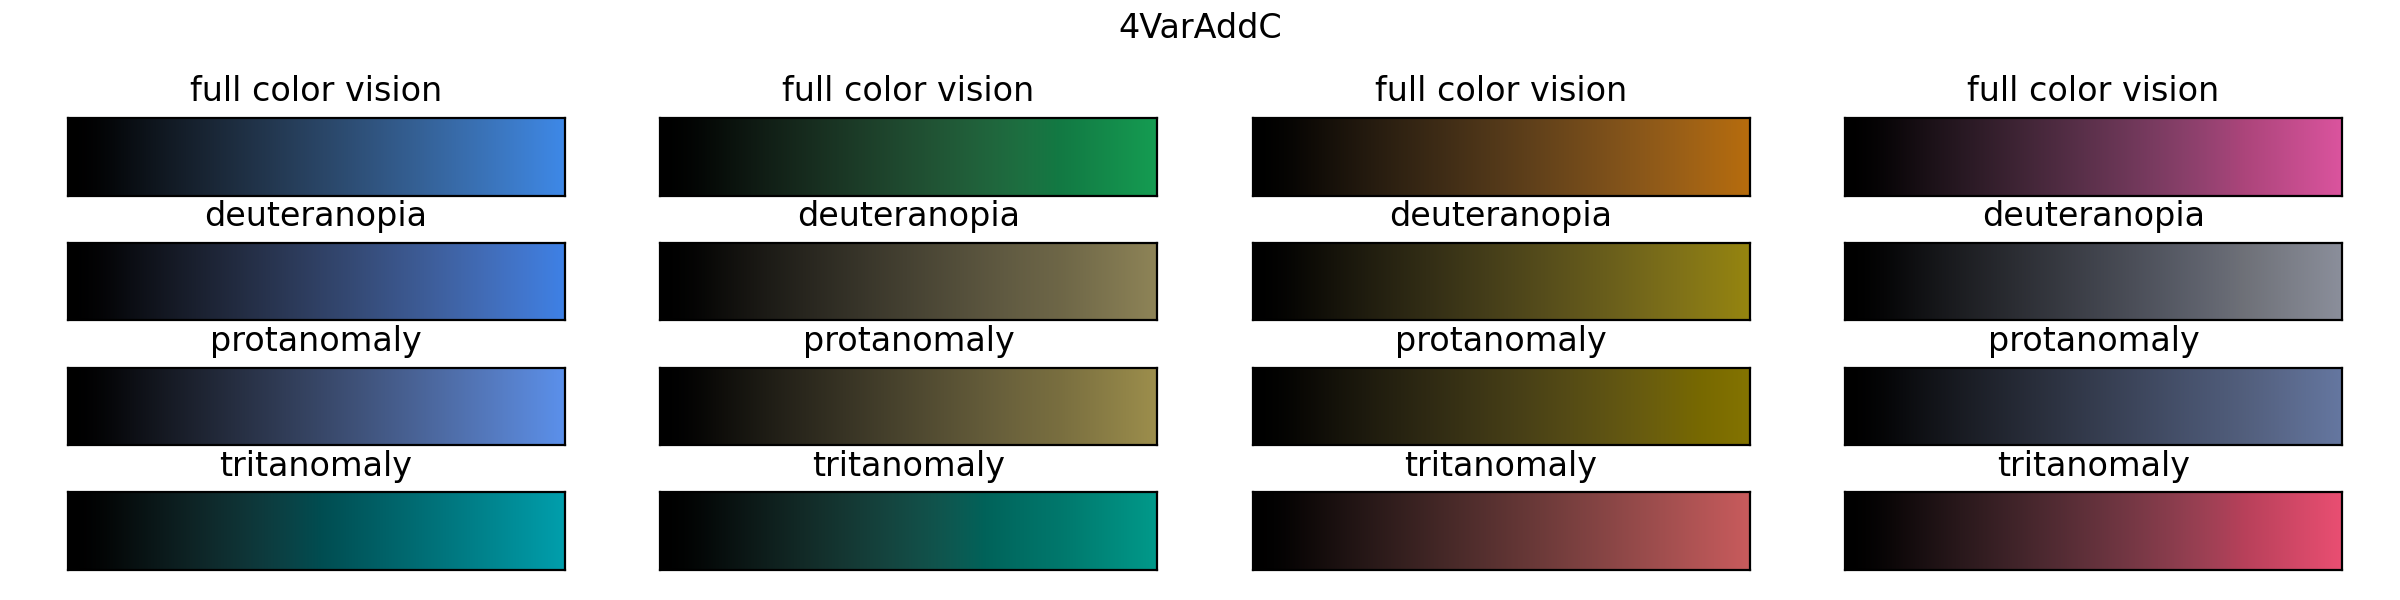 4VarAddC
full color vision full color vision full color vision full color vision
deuteranopia deuteranopia deuteranopia deuteranopia
protanomaly protanomaly protanomaly protanomaly
tritanomaly tritanomaly tritanomaly tritanomaly